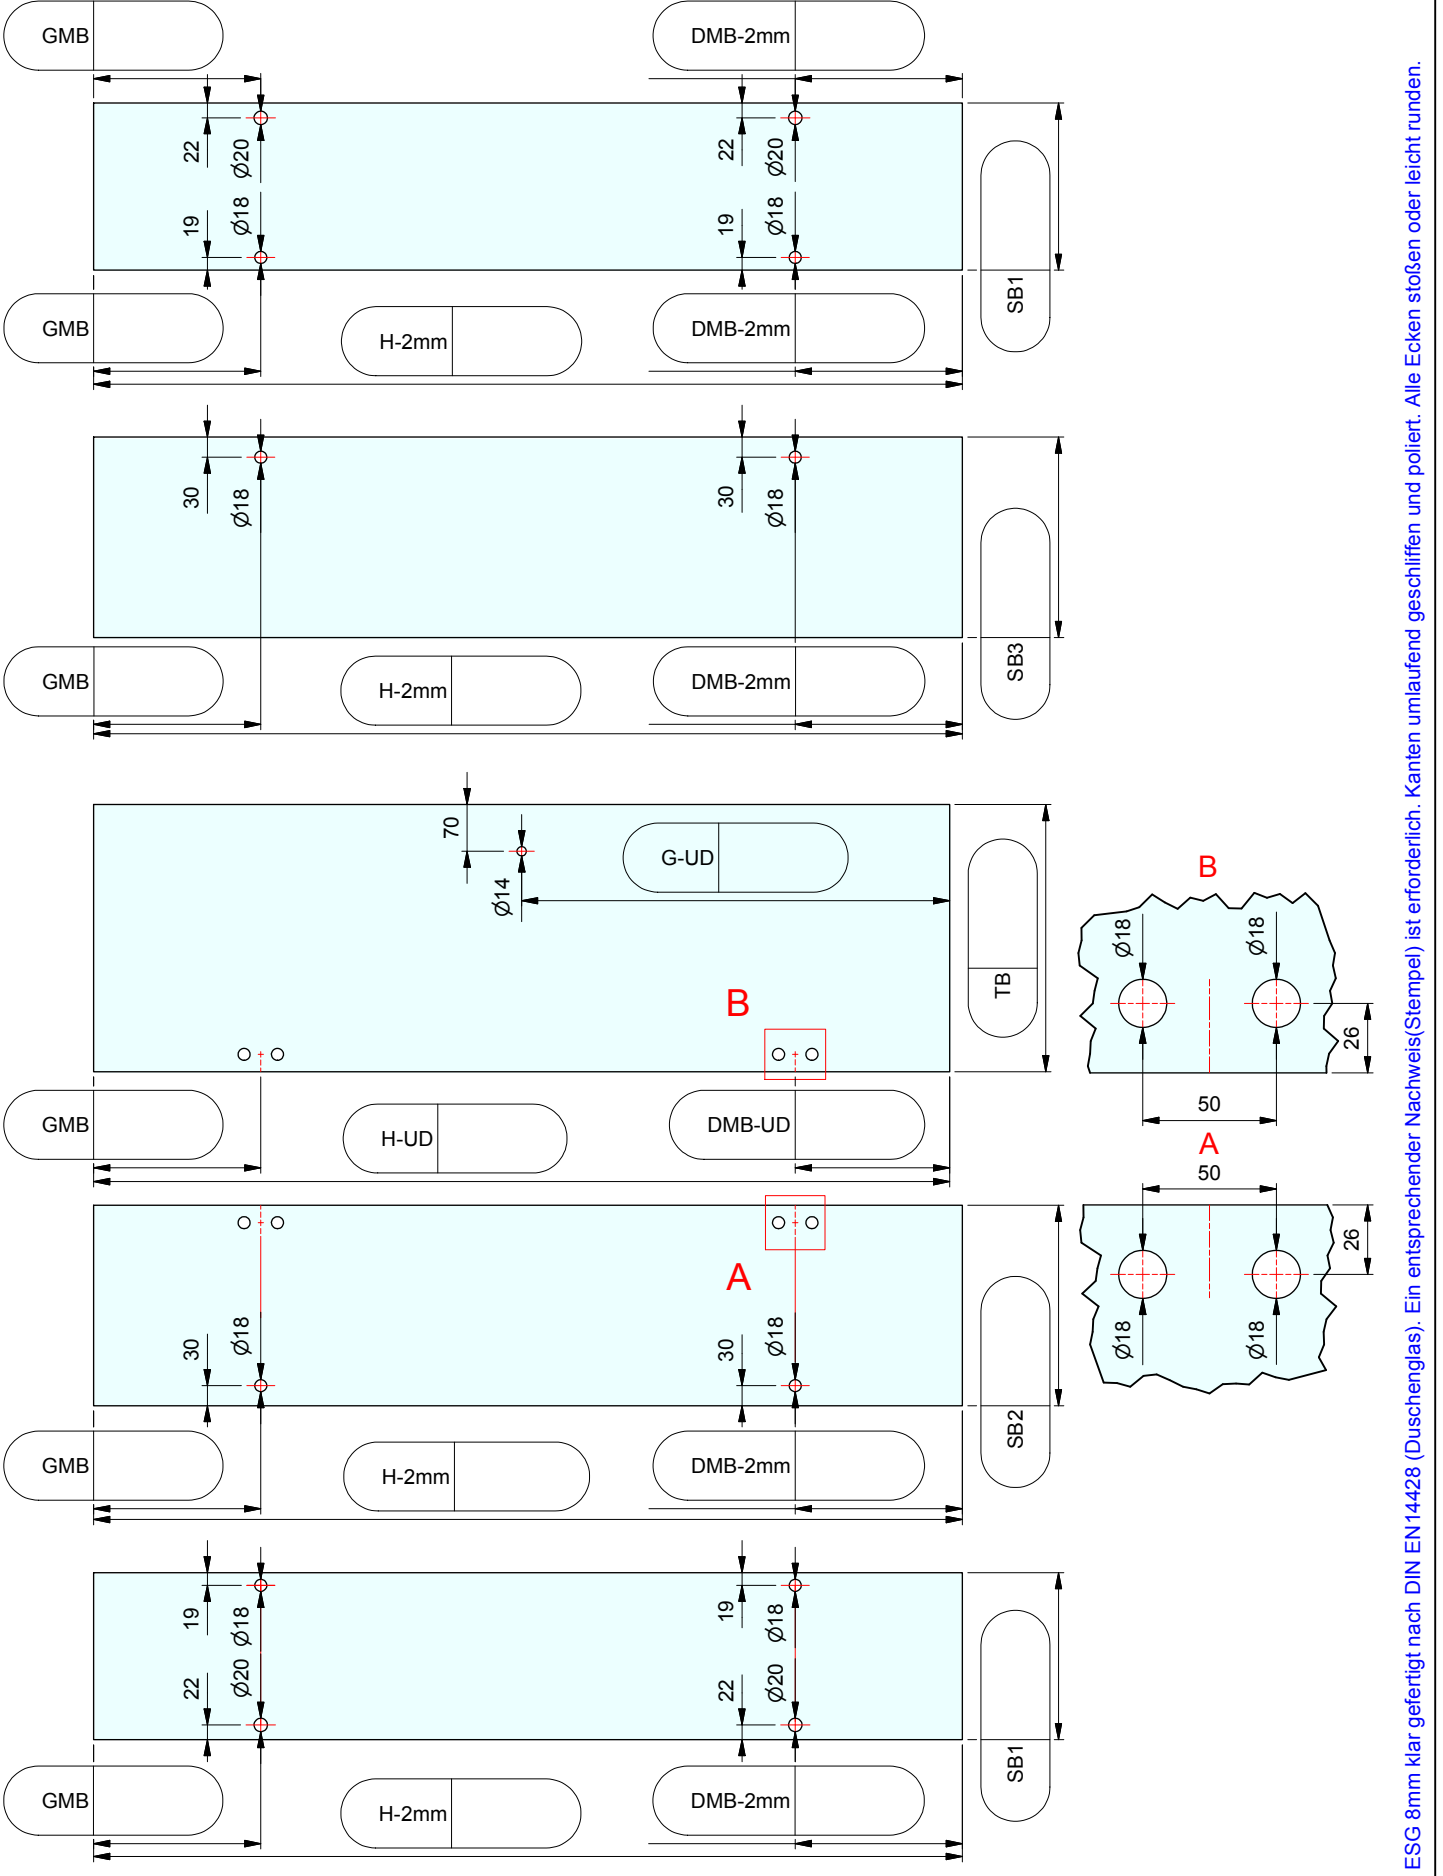 GMB
DMB-2mm
22
Ø20
22
Ø20
19
Ø18
19
Ø18
SB1
GMB
H-2mm
DMB-2mm
30
Ø18
30
Ø18
SB3
GMB
H-2mm
DMB-2mm
70
Ø14
G-UD
TB
B
GMB
H-UD
DMB-UD
B
Ø18
Ø18
26
50
A
50
26
Ø18
Ø18
A
30
Ø18
30
Ø18
SB2
GMB
H-2mm
DMB-2mm
19
Ø18
19
Ø18
22
Ø20
22
Ø20
SB1
GMB
H-2mm
DMB-2mm
ESG 8mm klar gefertigt nach DIN EN14428 (Duschenglas). Ein entsprechender Nachweis(Stempel) ist erforderlich. Kanten umlaufend geschliffen und poliert. Alle Ecken stoßen oder leicht runden.